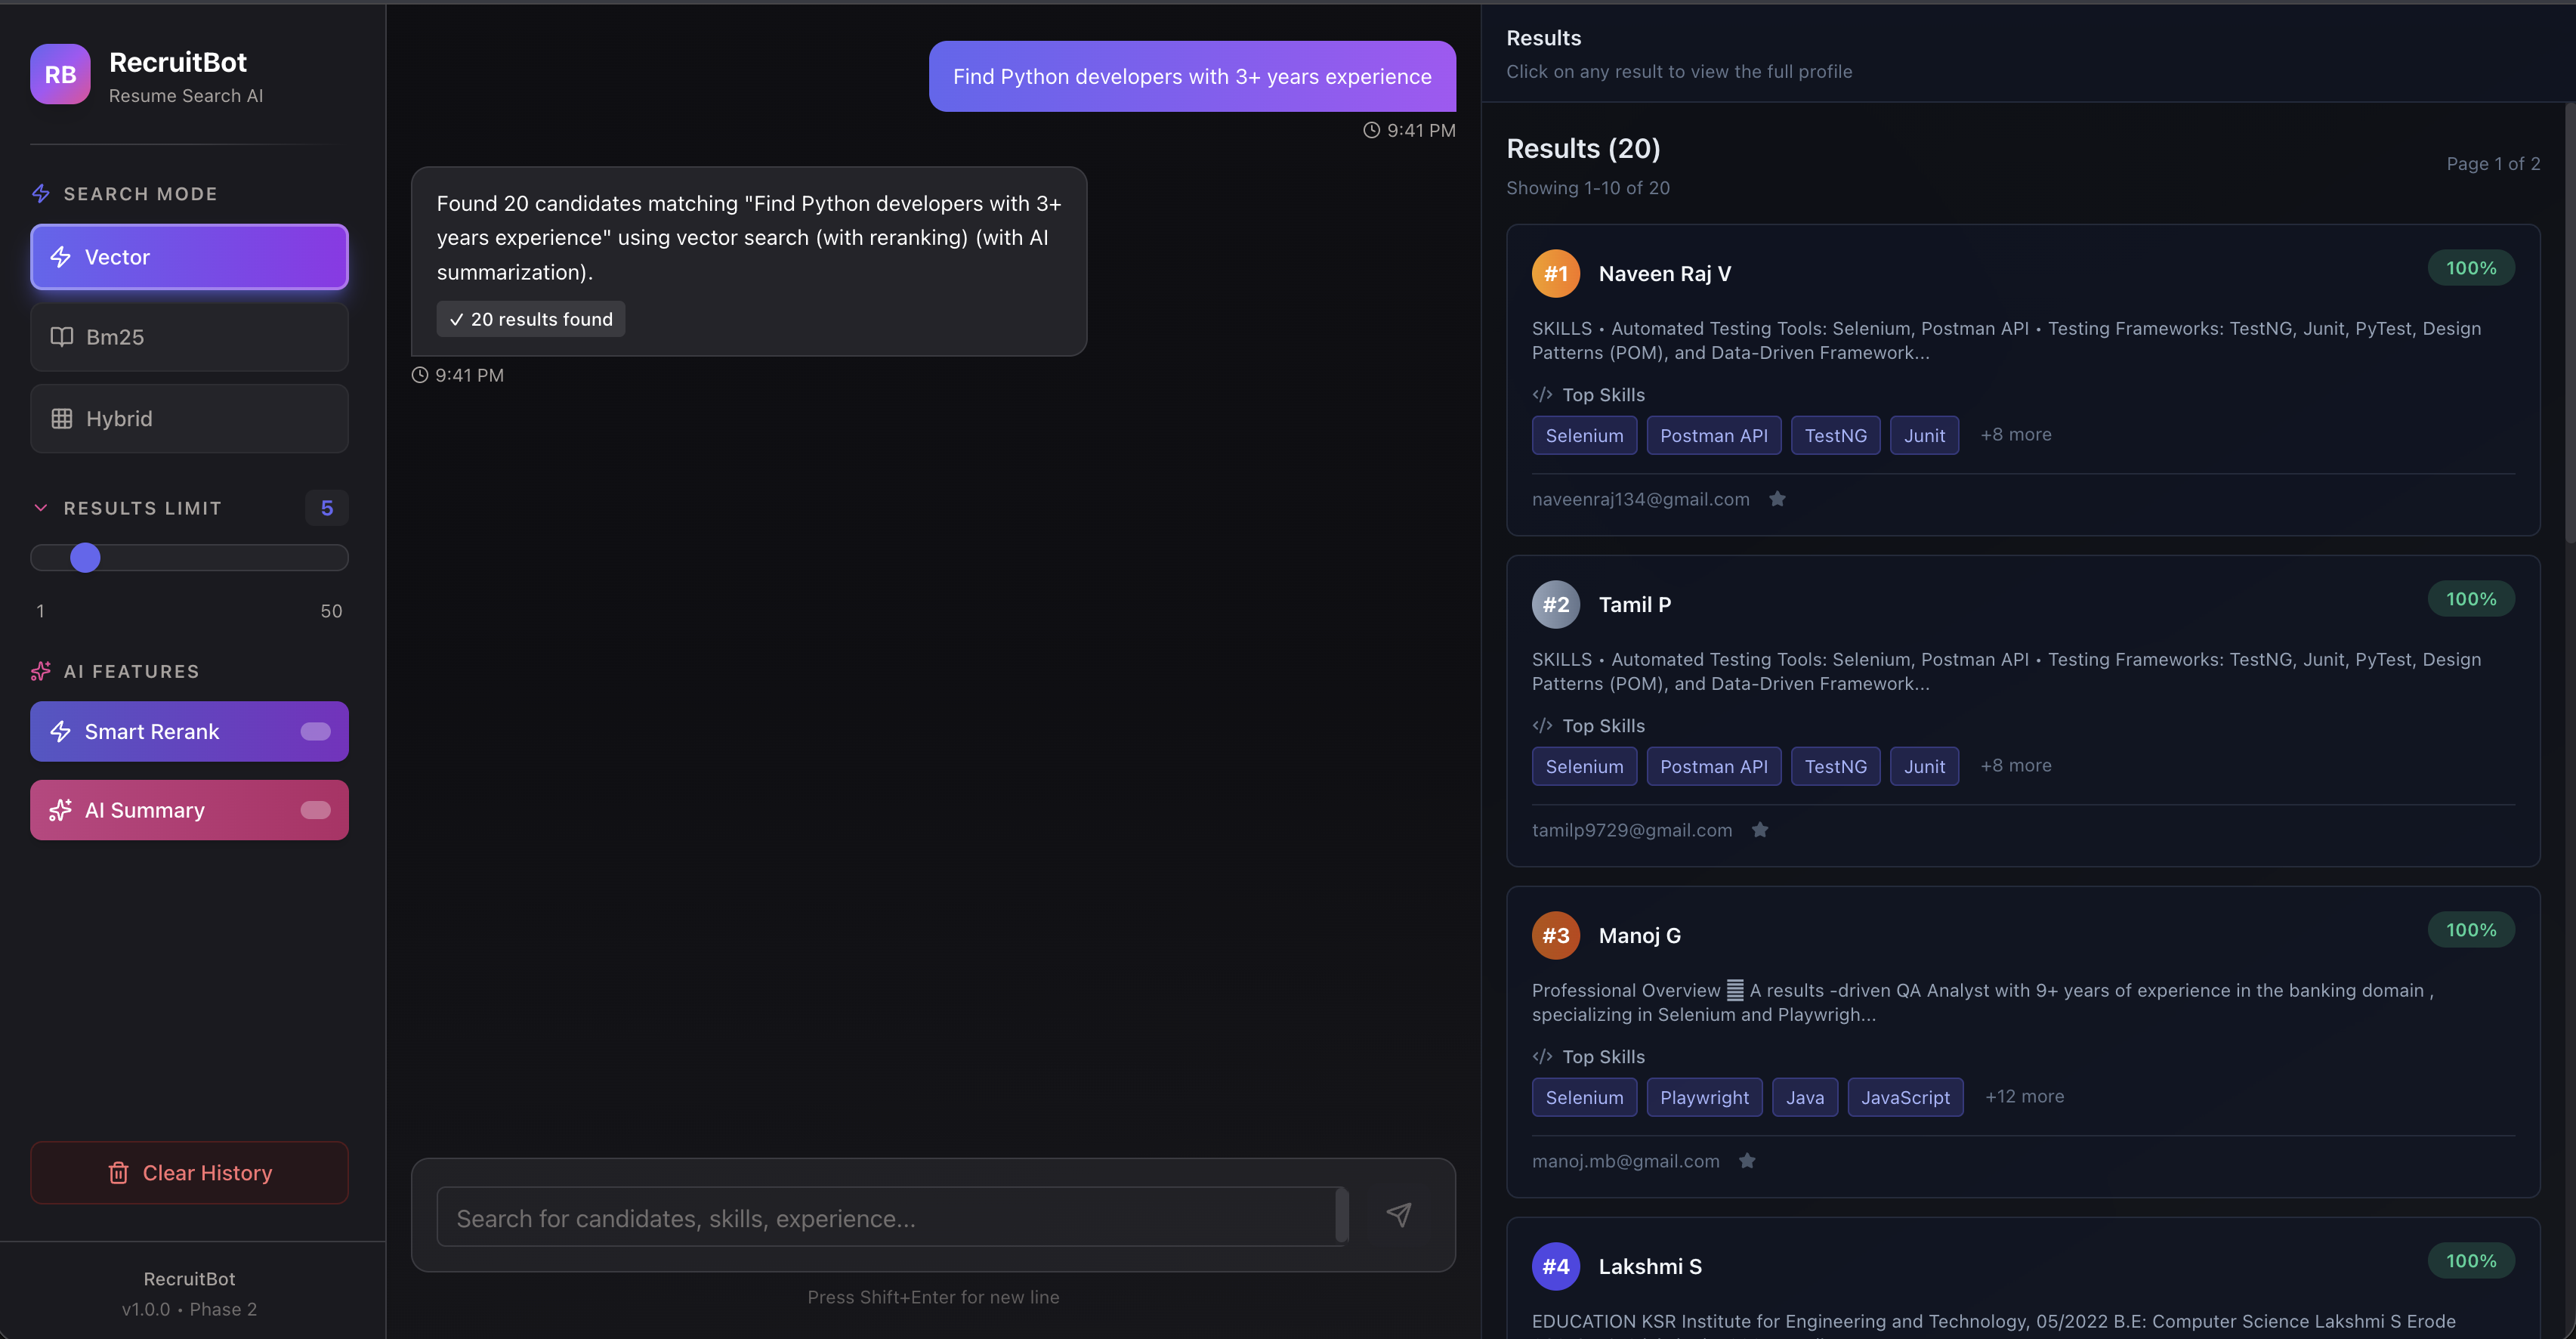 RB
RecruitBot
Resume Search AI
SEARCH MODE
Vector
Bm25
Hybrid
RESULTS LIMIT
5
1
50
AI FEATURES
Smart Rerank
AI Summary
Clear History
RecruitBot
v1.0.0 • Phase 2
Find Python developers with 3+ years experience
9:41 PM
Found 20 candidates matching "Find Python developers with 3+
years experience" using vector search (with reranking) (with AI
summarization).
✓ 20 results found
9:41 PM
Search for candidates, skills, experience...
Press Shift+Enter for new line
Results
Click on any result to view the full profile
Results (20)
Page 1 of 2
Showing 1-10 of 20
#1
Naveen Raj V
100%
SKILLS • Automated Testing Tools: Selenium, Postman API • Testing Frameworks: TestNG, Junit, PyTest, Design
Patterns (POM), and Data-Driven Framework...
</> Top Skills
Selenium
Postman API
TestNG
Junit
+8 more
naveenraj134@gmail.com
#2
Tamil P
100%
SKILLS • Automated Testing Tools: Selenium, Postman API • Testing Frameworks: TestNG, Junit, PyTest, Design
Patterns (POM), and Data-Driven Framework...
</> Top Skills
Selenium
Postman API
TestNG
Junit
+8 more
tamilp9729@gmail.com
#3
Manoj G
100%
Professional Overview ▤ A results -driven QA Analyst with 9+ years of experience in the banking domain ,
specializing in Selenium and Playwrigh...
</> Top Skills
Selenium
Playwright
Java
JavaScript
+12 more
manoj.mb@gmail.com
#4
Lakshmi S
100%
EDUCATION KSR Institute for Engineering and Technology, 05/2022 B.E: Computer Science Lakshmi S Erode